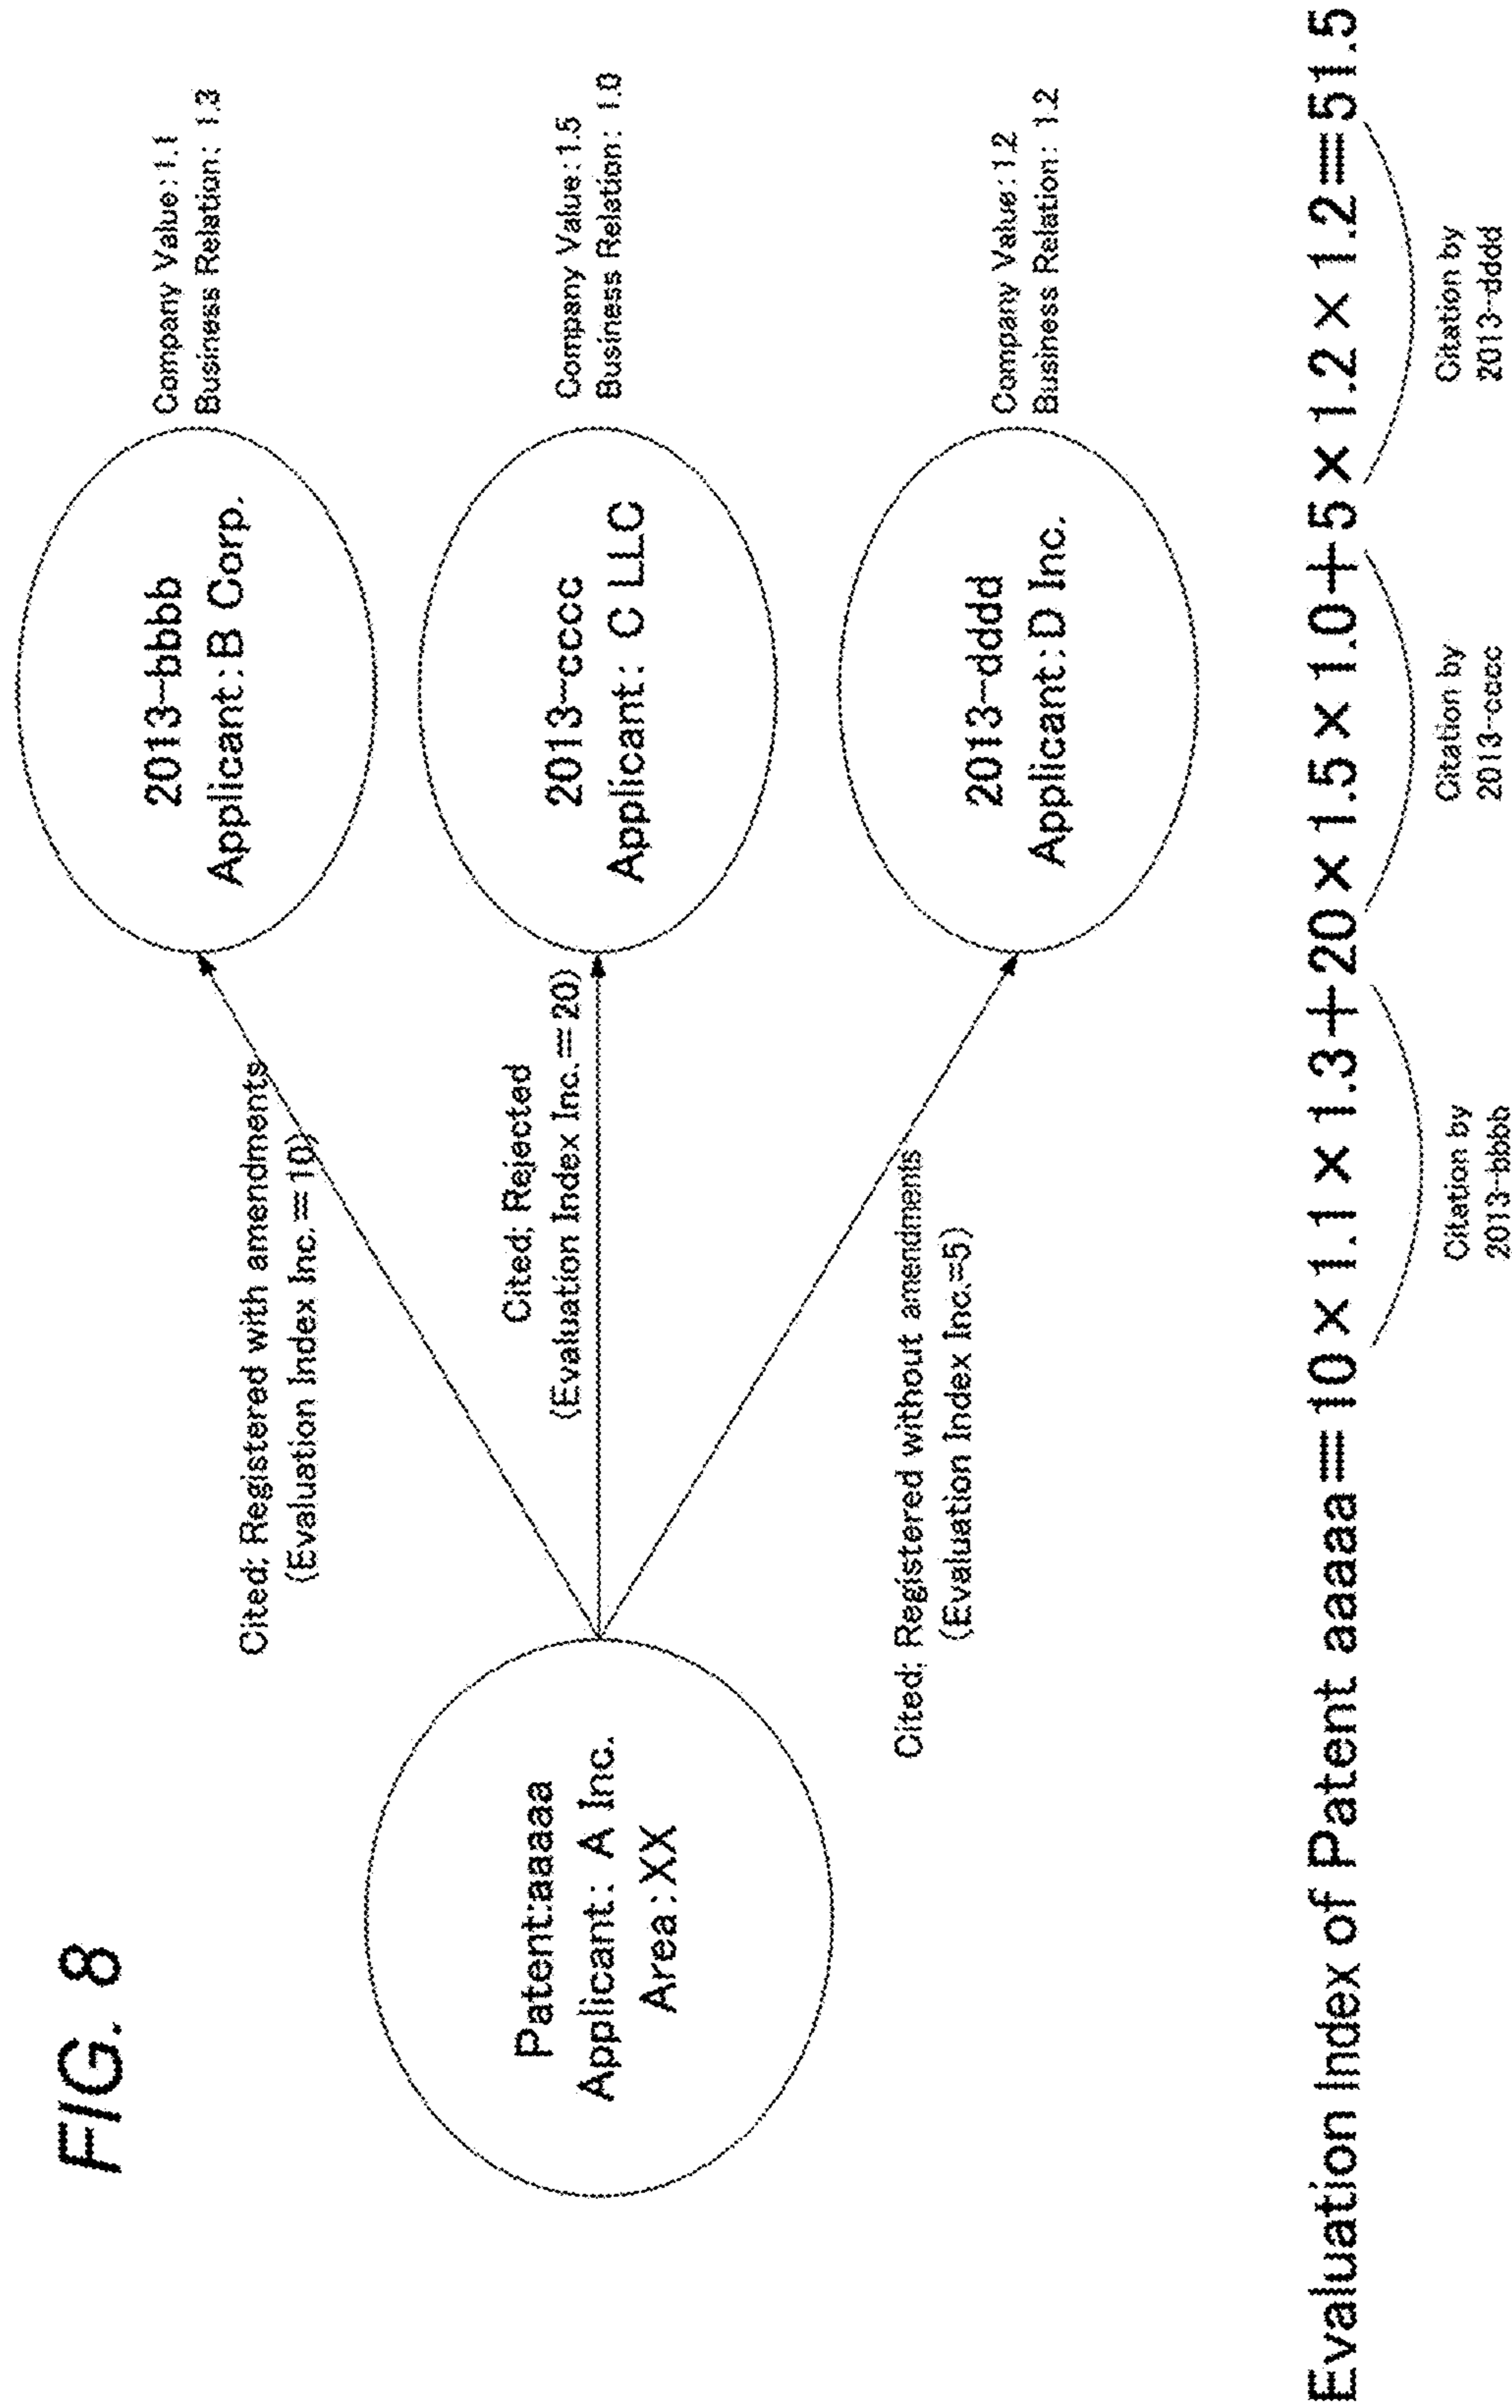 FIG. 8
Patent:aaaaa
Applicant: A Inc.
Area:XX
Cited; Registered with amendments
(Evaluation Index Inc.=10)
Cited; Rejected
(Evaluation Index Inc.=20)
Cited; Registered without amendments
(Evaluation Index Inc.=5)
2013-bbbb
Applicant:B Corp.
Company Value:1.1
Business Relation: 1.3
2013-cccc
Applicant: C LLC
Company Value:1.5
Business Relation: 1.0
2013-dddd
Applicant:D Inc.
Company Value:1.2
Business Relation: 1.2
Evaluation Index of Patent aaaaa=10×1.1×1.3+20×1.5×1.0+5×1.2×1.2=51.5
Citation by
2013-bbbb
Citation by
2013-cccc
Citation by
2013-dddd